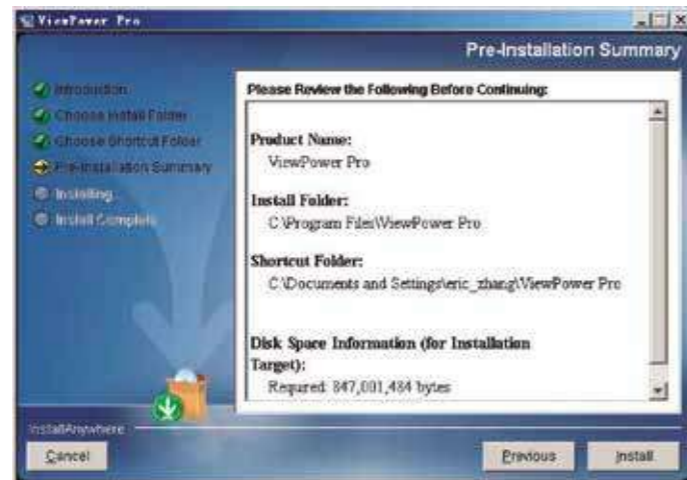 ViewPower Pro
Pre-Installation Summary
Introduction
Choose Install Folder
Choose Shortcut Folder
Pre-Installation Summary
Installing
Install Complete
Please Review the Following Before Continuing:
Product Name:
ViewPower Pro
Install Folder:
C:\Program Files\ViewPower Pro
Shortcut Folder:
C:\Documents and Settings\eric_zhang\ViewPower Pro
Disk Space Information (for Installation
Target):
Required: 847,001,484 bytes
InstallAnywhere
Cancel
Previous
Install